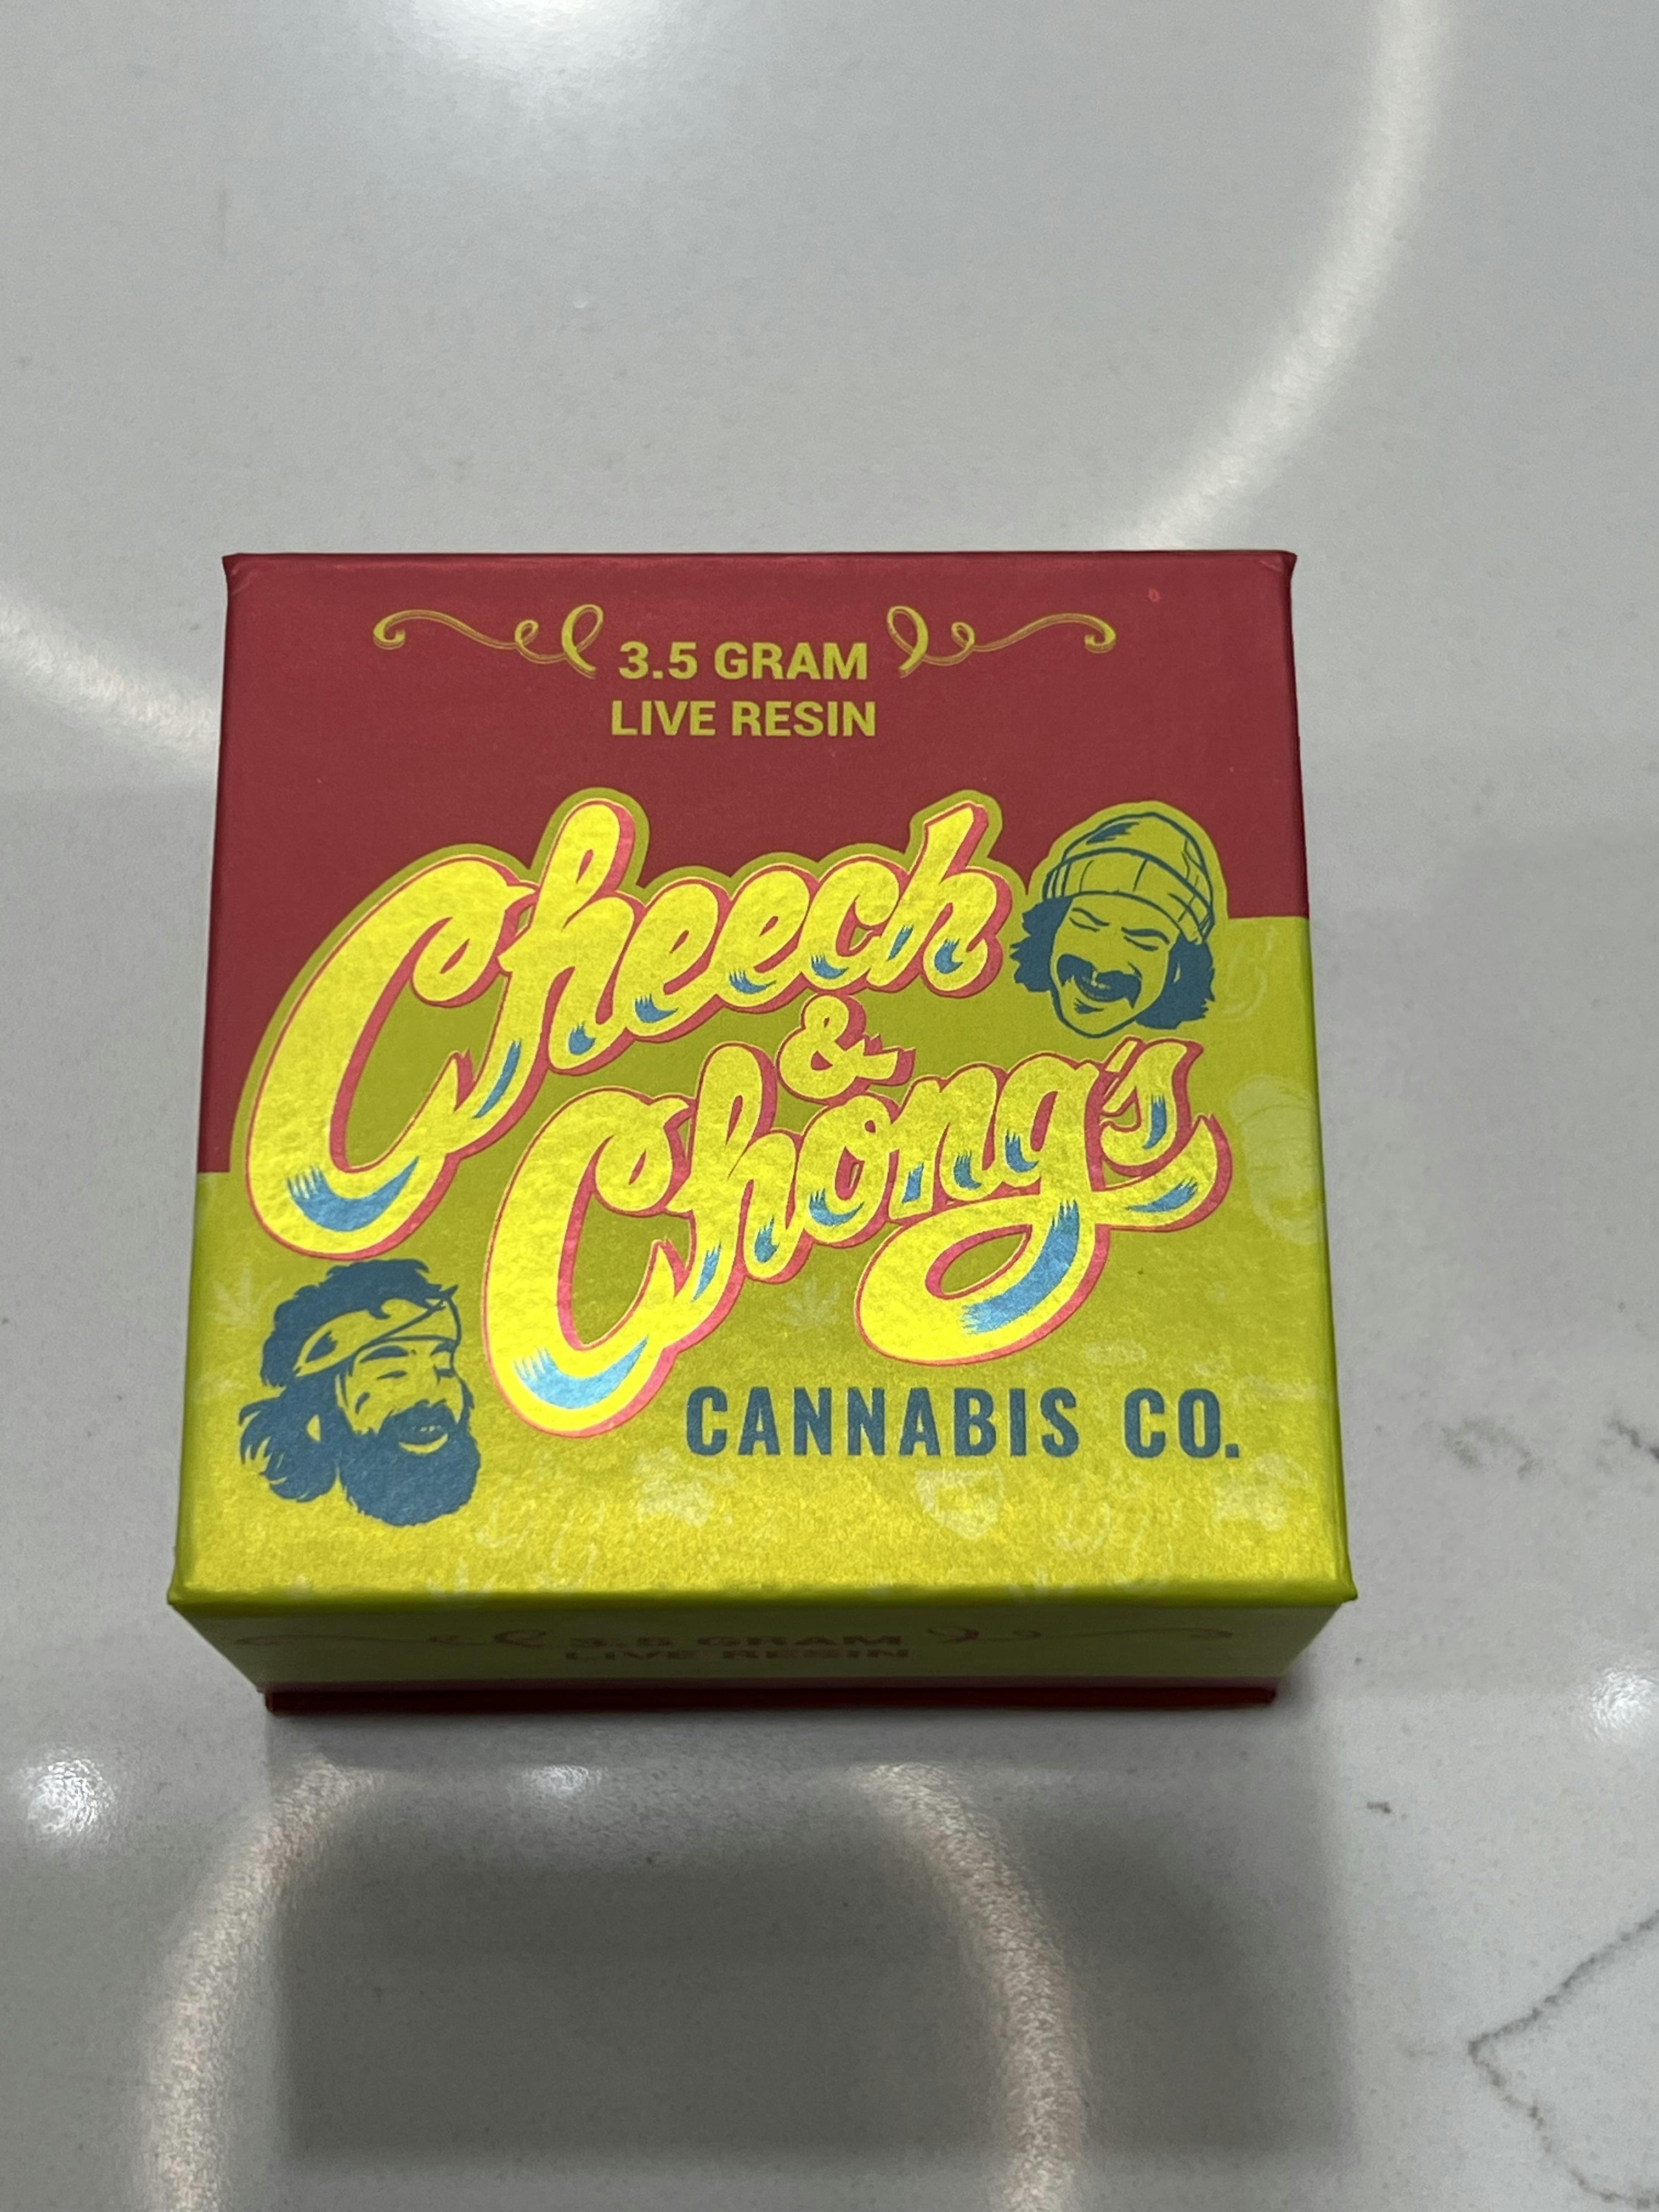 3.5 GRAM
LIVE RESIN
Cheech
&
Chong's
CANNABIS CO.
3.5 GRAM
LIVE RESIN